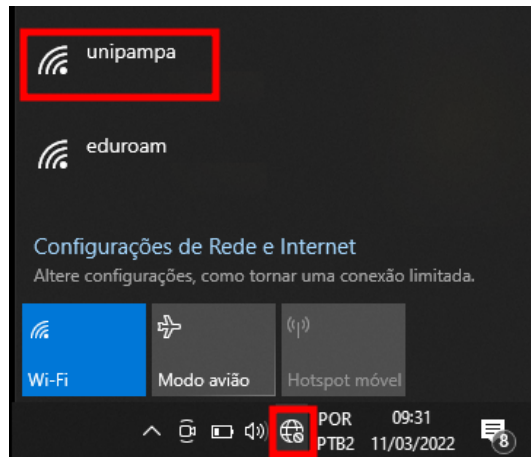 unipampa
eduroam
Configurações de Rede e Internet
Altere configurações, como tornar uma conexão limitada.
Wi-Fi
Modo avião
Hotspot móvel
POR
09:31
PTB2
11/03/2022
8